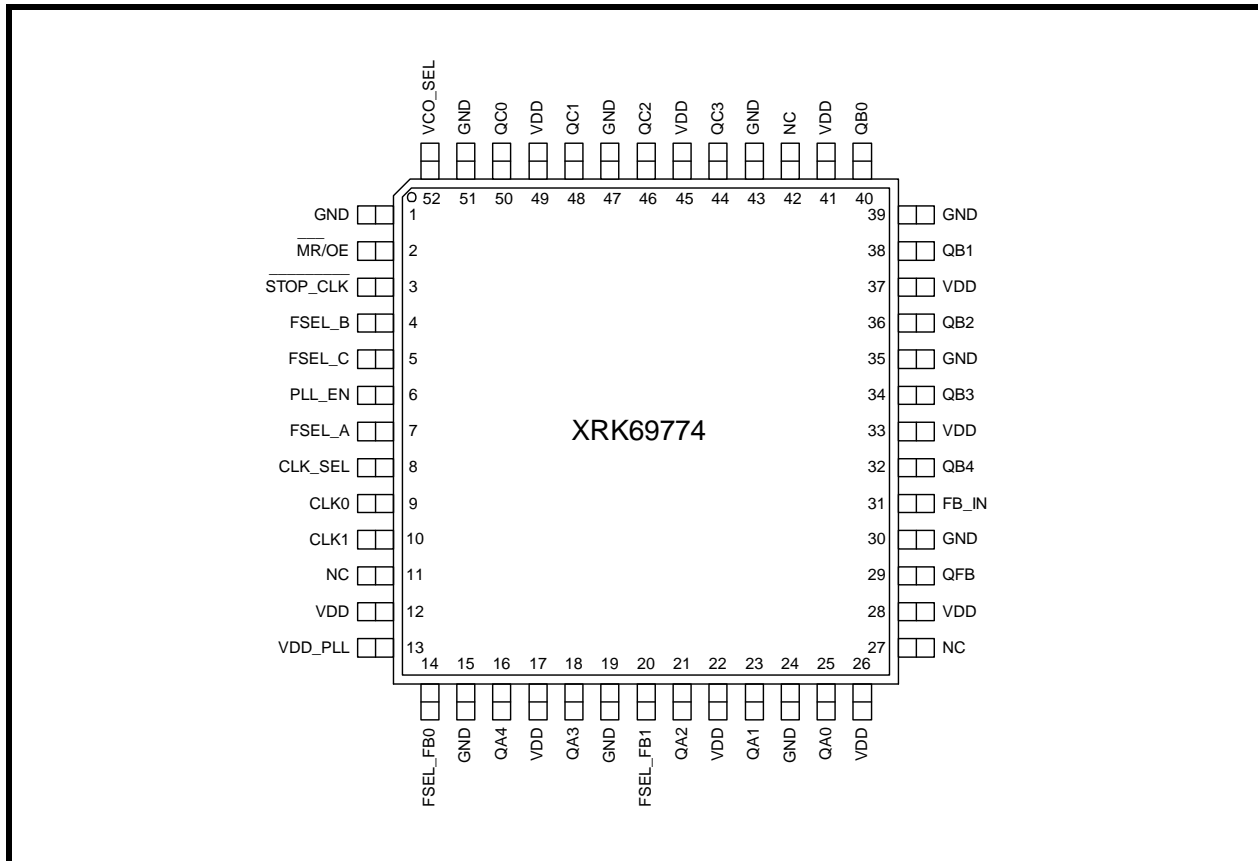 VCO_SEL
GND
QC0
VDD
QC1
GND
QC2
VDD
QC3
GND
NC
VDD
QB0
52 51 50 49 48 47 46 45 44 43 42 41 40
GND 1 39 GND
MR/OE 2 38 QB1
STOP_CLK 3 37 VDD
FSEL_B 4 36 QB2
FSEL_C 5 35 GND
PLL_EN 6 34 QB3
FSEL_A 7 XRK69774 33 VDD
CLK_SEL 8 32 QB4
CLK0 9 31 FB_IN
CLK1 10 30 GND
NC 11 29 QFB
VDD 12 28 VDD
VDD_PLL 13 27 NC
14 15 16 17 18 19 20 21 22 23 24 25 26
FSEL_FB0
GND
QA4
VDD
QA3
GND
FSEL_FB1
QA2
VDD
QA1
GND
QA0
VDD